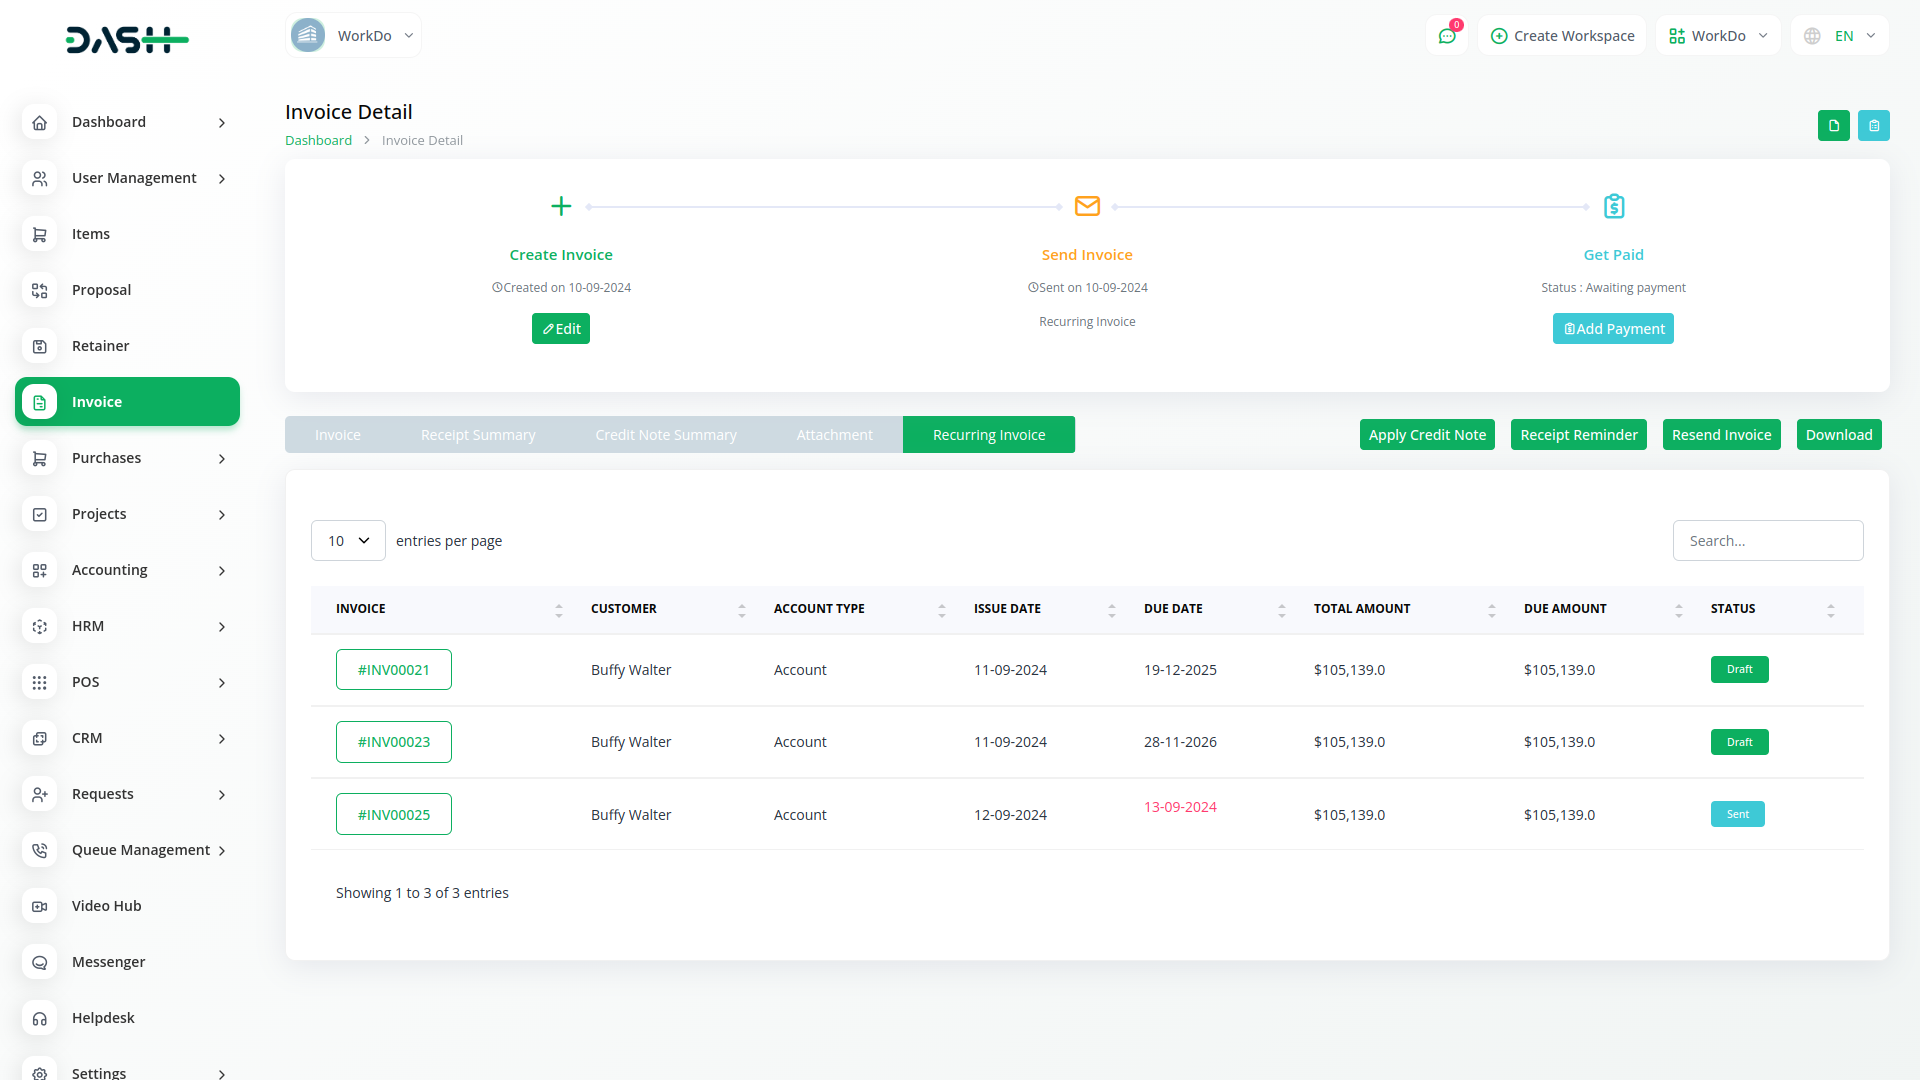 DASH
WorkDo
0
Create Workspace
WorkDo
EN
Dashboard
User Management
Items
Proposal
Retainer
Invoice
Purchases
Projects
Accounting
HRM
POS
CRM
Requests
Queue Management
Video Hub
Messenger
Helpdesk
Settings
Invoice Detail
Dashboard > Invoice Detail
Create Invoice
Created on 10-09-2024
Edit
Send Invoice
Sent on 10-09-2024
Recurring Invoice
Get Paid
Status : Awaiting payment
Add Payment
Invoice Receipt Summary Credit Note Summary Attachment Recurring Invoice
Apply Credit Note Receipt Reminder Resend Invoice Download
10 entries per page
Search...
INVOICE CUSTOMER ACCOUNT TYPE ISSUE DATE DUE DATE TOTAL AMOUNT DUE AMOUNT STATUS
#INV00021 Buffy Walter Account 11-09-2024 19-12-2025 $105,139.0 $105,139.0 Draft
#INV00023 Buffy Walter Account 11-09-2024 28-11-2026 $105,139.0 $105,139.0 Draft
#INV00025 Buffy Walter Account 12-09-2024 13-09-2024 $105,139.0 $105,139.0 Sent
Showing 1 to 3 of 3 entries